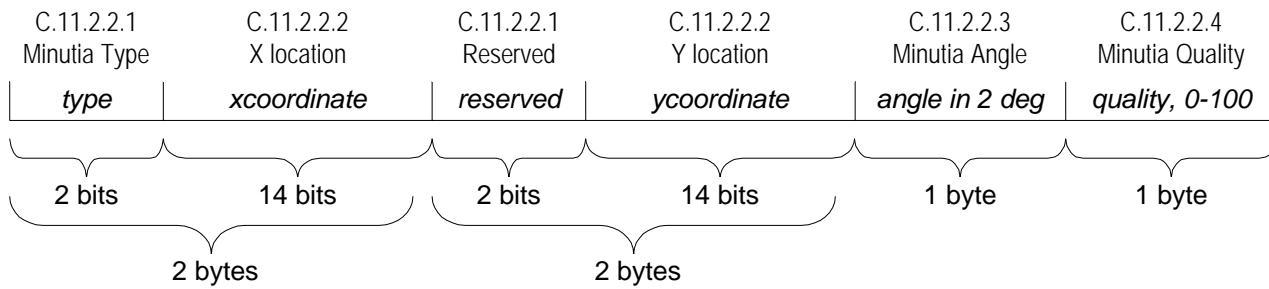 C.11.2.2.1 C.11.2.2.2 C.11.2.2.1 C.11.2.2.2 C.11.2.2.3 C.11.2.2.4
Minutia Type X location Reserved Y location Minutia Angle Minutia Quality
type xcoordinate reserved ycoordinate angle in 2 deg quality, 0-100
2 bits 14 bits 2 bits 14 bits 1 byte 1 byte
2 bytes 2 bytes